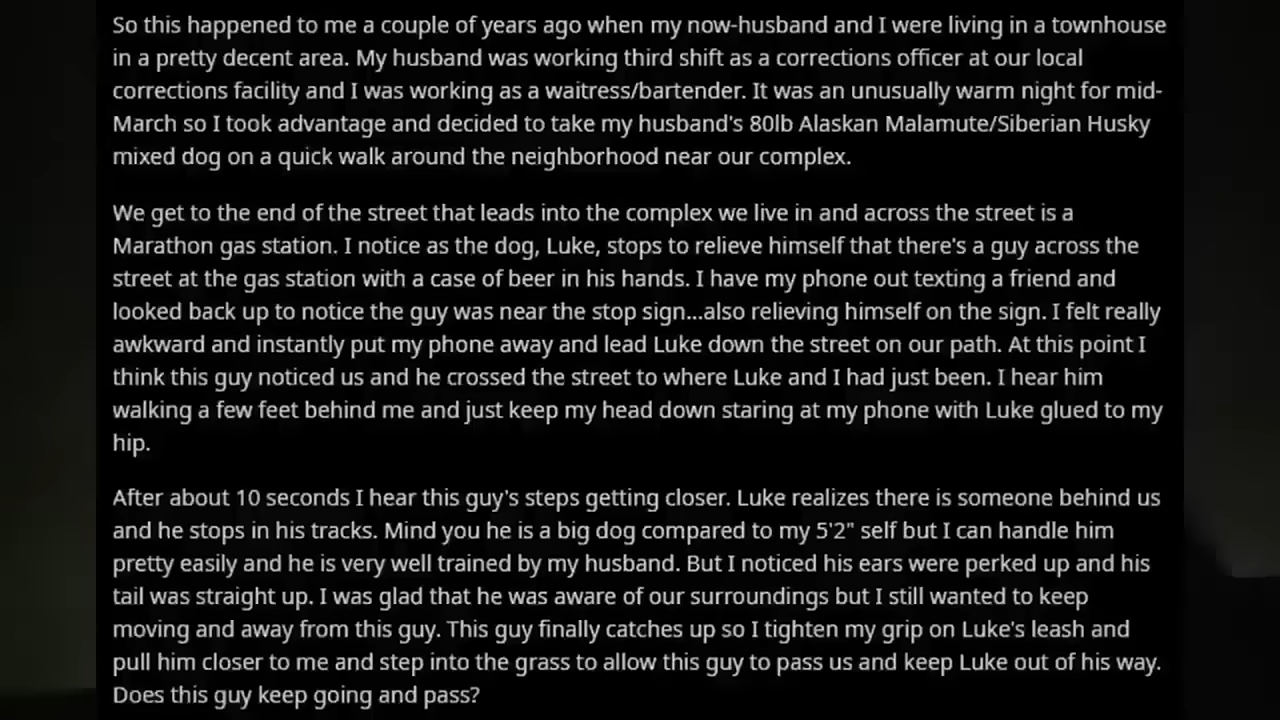 So this happened to me a couple of years ago when my now-husband and I were living in a townhouse
in a pretty decent area. My husband was working third shift as a corrections officer at our local
corrections facility and I was working as a waitress/bartender. It was an unusually warm night for mid-
March so I took advantage and decided to take my husband's 80lb Alaskan Malamute/Siberian Husky
mixed dog on a quick walk around the neighborhood near our complex.
We get to the end of the street that leads into the complex we live in and across the street is a
Marathon gas station. I notice as the dog, Luke, stops to relieve himself that there's a guy across the
street at the gas station with a case of beer in his hands. I have my phone out texting a friend and
looked back up to notice the guy was near the stop sign...also relieving himself on the sign. I felt really
awkward and instantly put my phone away and lead Luke down the street on our path. At this point I
think this guy noticed us and he crossed the street to where Luke and I had just been. I hear him
walking a few feet behind me and just keep my head down staring at my phone with Luke glued to my
hip.
After about 10 seconds I hear this guy's steps getting closer. Luke realizes there is someone behind us
and he stops in his tracks. Mind you he is a big dog compared to my 5'2" self but I can handle him
pretty easily and he is very well trained by my husband. But I noticed his ears were perked up and his
tail was straight up. I was glad that he was aware of our surroundings but I still wanted to keep
moving and away from this guy. This guy finally catches up so I tighten my grip on Luke's leash and
pull him closer to me and step into the grass to allow this guy to pass us and keep Luke out of his way.
Does this guy keep going and pass?